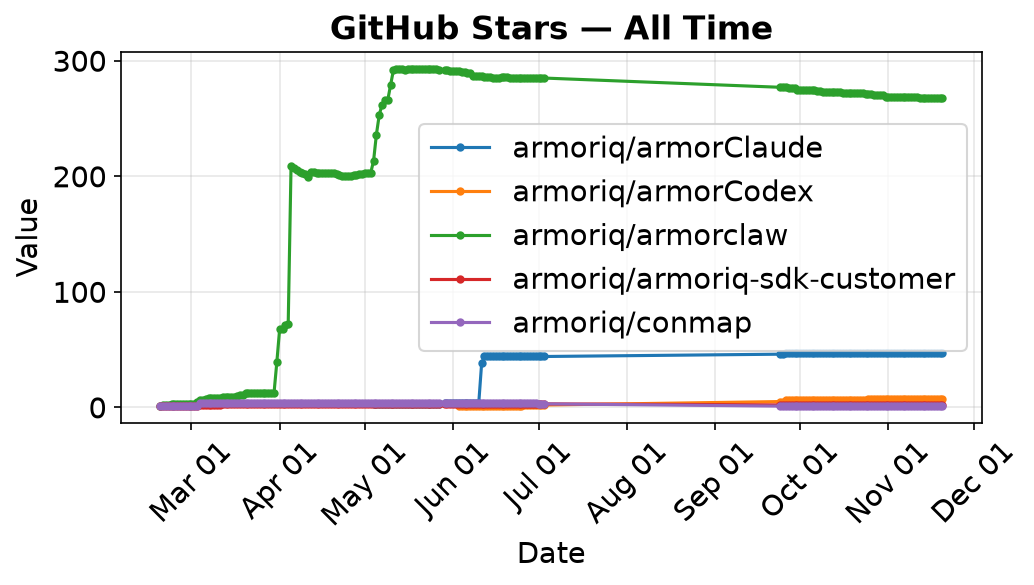 GitHub Stars — All Time
Value
300
200
100
0
armoriq/armorClaude
armoriq/armorCodex
armoriq/armorclaw
armoriq/armoriq-sdk-customer
armoriq/conmap
Mar 01
Apr 01
May 01
Jun 01
Jul 01
Aug 01
Sep 01
Oct 01
Nov 01
Dec 01
Date